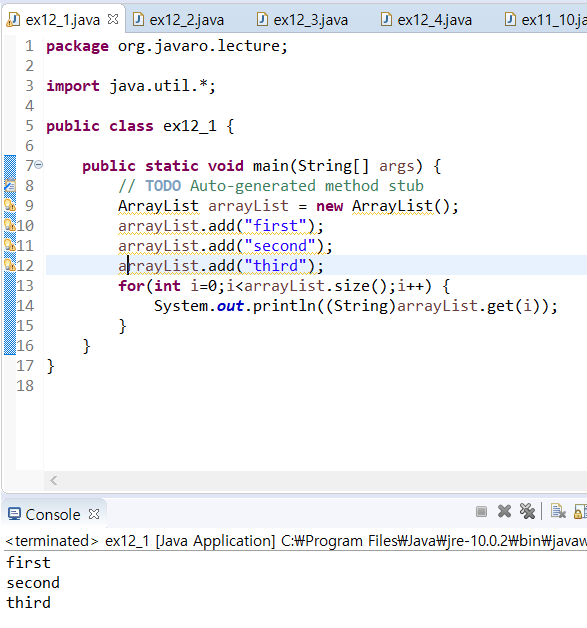 ex12_1.java ex12_2.java ex12_3.java ex12_4.java ex11_10.ja
1 package org.javaro.lecture;
2
3 import java.util.*;
4
5 public class ex12_1 {
6
7 public static void main(String[] args) {
8 // TODO Auto-generated method stub
9 ArrayList arrayList = new ArrayList();
10 arrayList.add("first");
11 arrayList.add("second");
12 arrayList.add("third");
13 for(int i=0;i<arrayList.size();i++) {
14 System.out.println((String)arrayList.get(i));
15 }
16 }
17 }
18
Console
<terminated> ex12_1 [Java Application] C:₩Program Files₩Java₩jre-10.0.2₩bin₩javaw
first
second
third